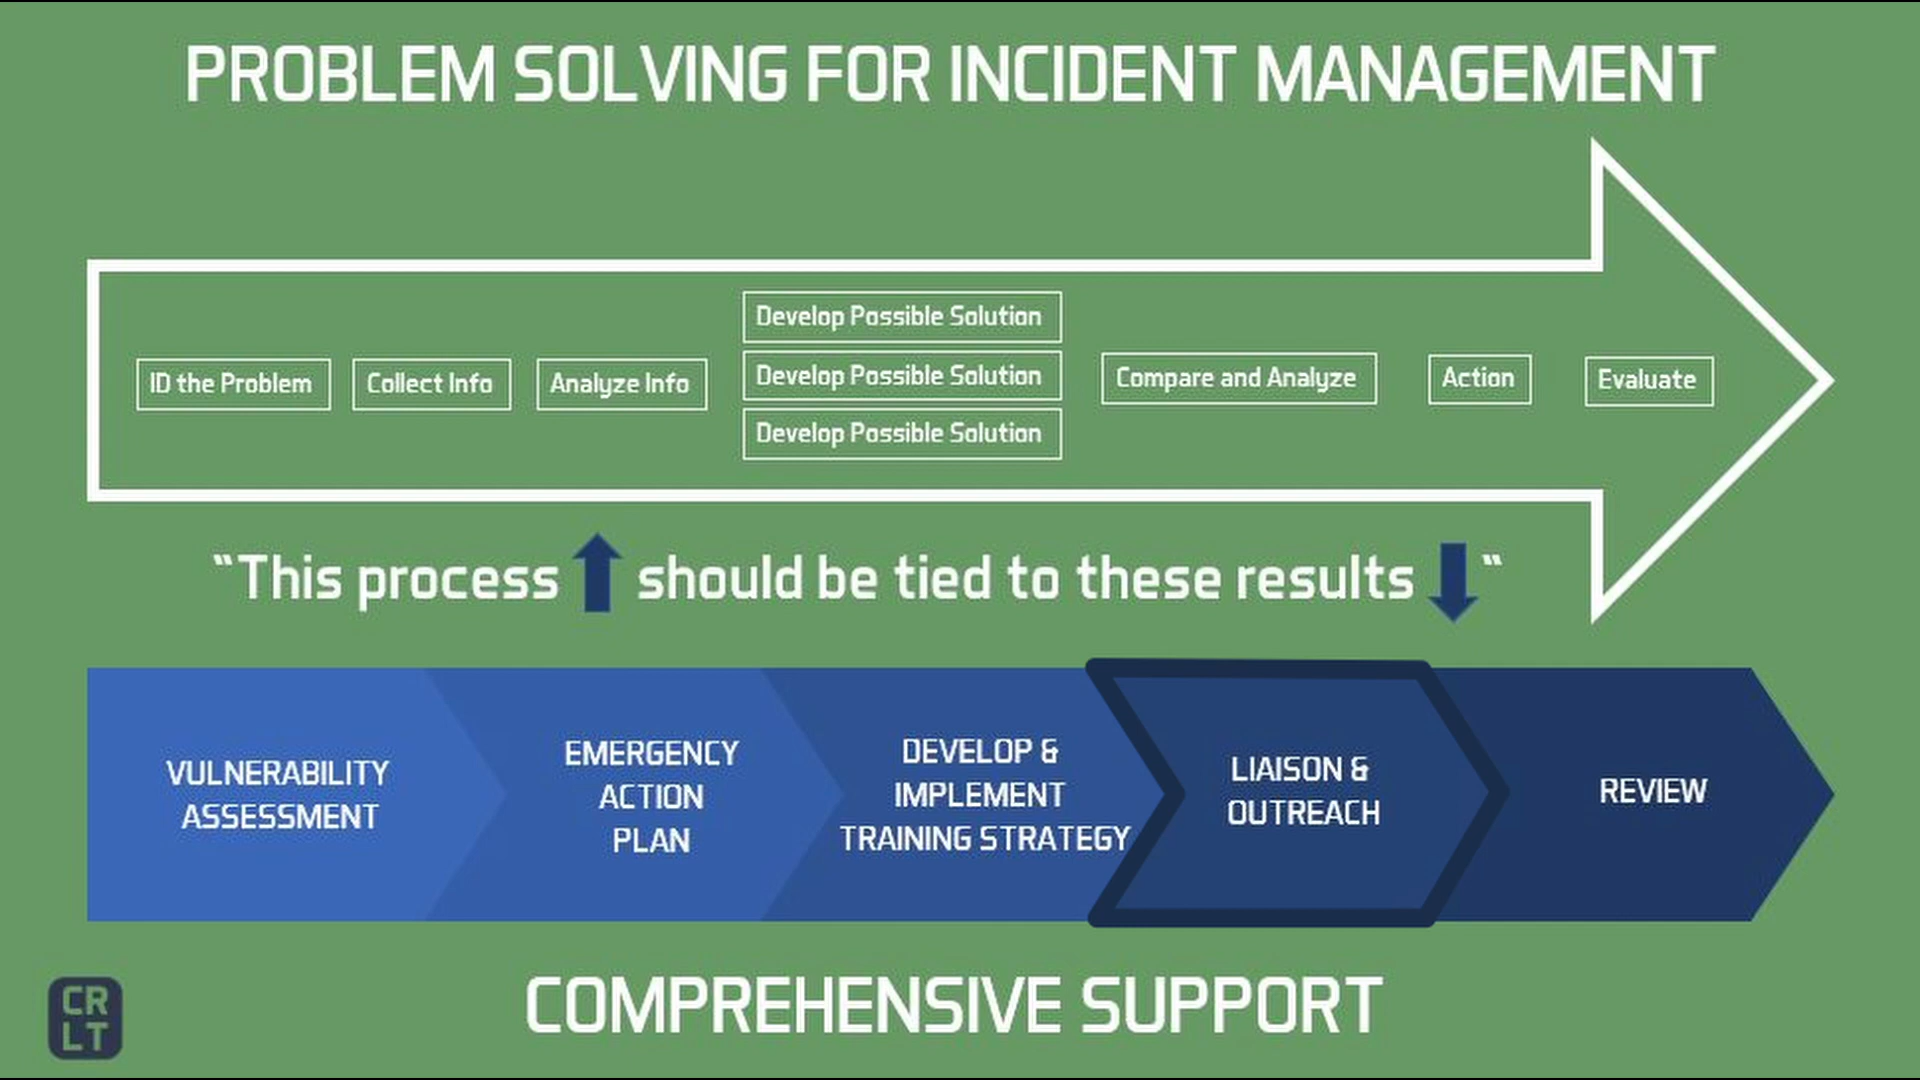 PROBLEM SOLVING FOR INCIDENT MANAGEMENT
ID the Problem
Collect Info
Analyze Info
Develop Possible Solution
Develop Possible Solution
Develop Possible Solution
Compare and Analyze
Action
Evaluate
“This process should be tied to these results “
VULNERABILITY
ASSESSMENT
EMERGENCY
ACTION
PLAN
DEVELOP &
IMPLEMENT
TRAINING STRATEGY
LIAISON &
OUTREACH
REVIEW
COMPREHENSIVE SUPPORT
CR
LT